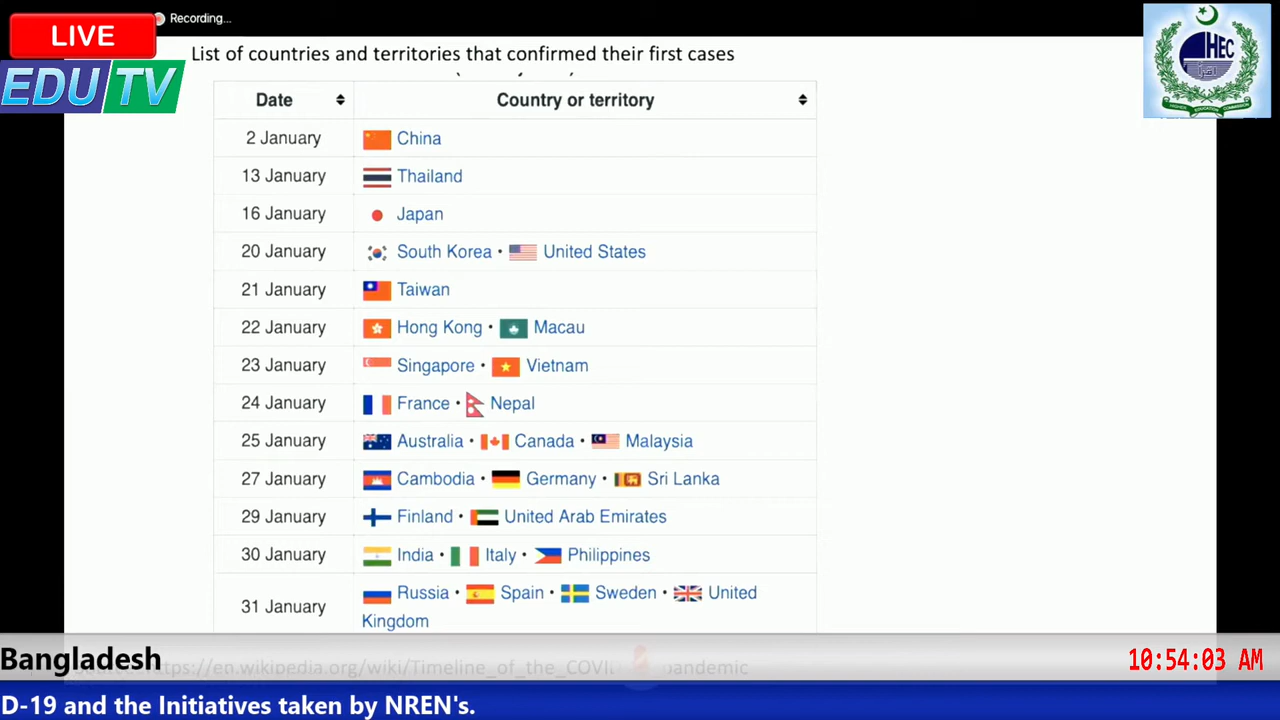 Recording...
LIVE
EDU TV
HEC
HIGHER EDUCATION COMMISSION
List of countries and territories that confirmed their first cases
Date Country or territory
2 January China
13 January Thailand
16 January Japan
20 January South Korea • United States
21 January Taiwan
22 January Hong Kong • Macau
23 January Singapore • Vietnam
24 January France • Nepal
25 January Australia • Canada • Malaysia
27 January Cambodia • Germany • Sri Lanka
29 January Finland • United Arab Emirates
30 January India • Italy • Philippines
31 January Russia • Spain • Sweden • United
Kingdom
https://en.wikipedia.org/wiki/Timeline_of_the_COVI pandemic
Bangladesh
10:54:03 AM
D-19 and the Initiatives taken by NREN's.